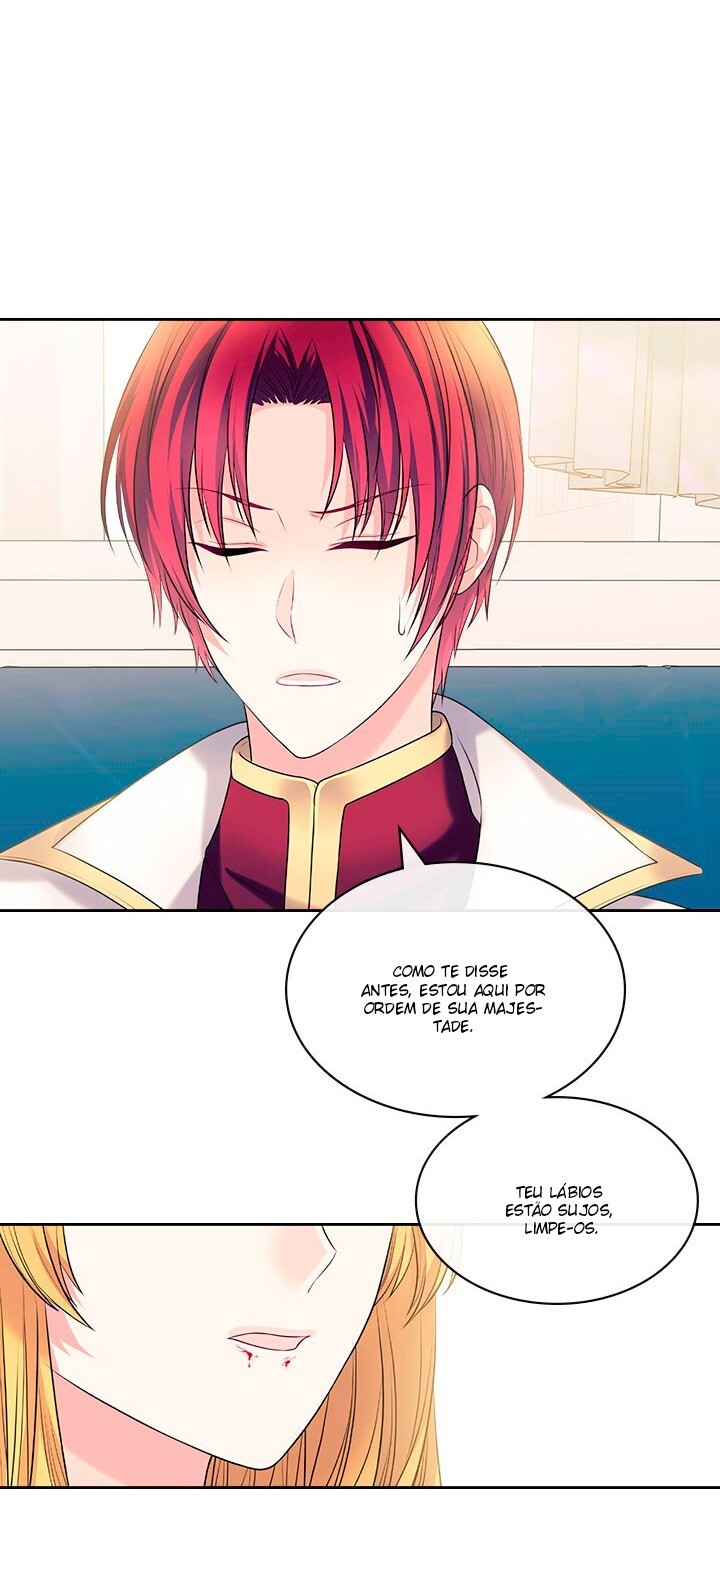 COMO TE DISSE
ANTES, ESTOU AQUI POR
ORDEM DE SUA MAJES-
TADE.
TEU LÁBIOS
ESTÃO SUJOS,
LIMPE-OS.